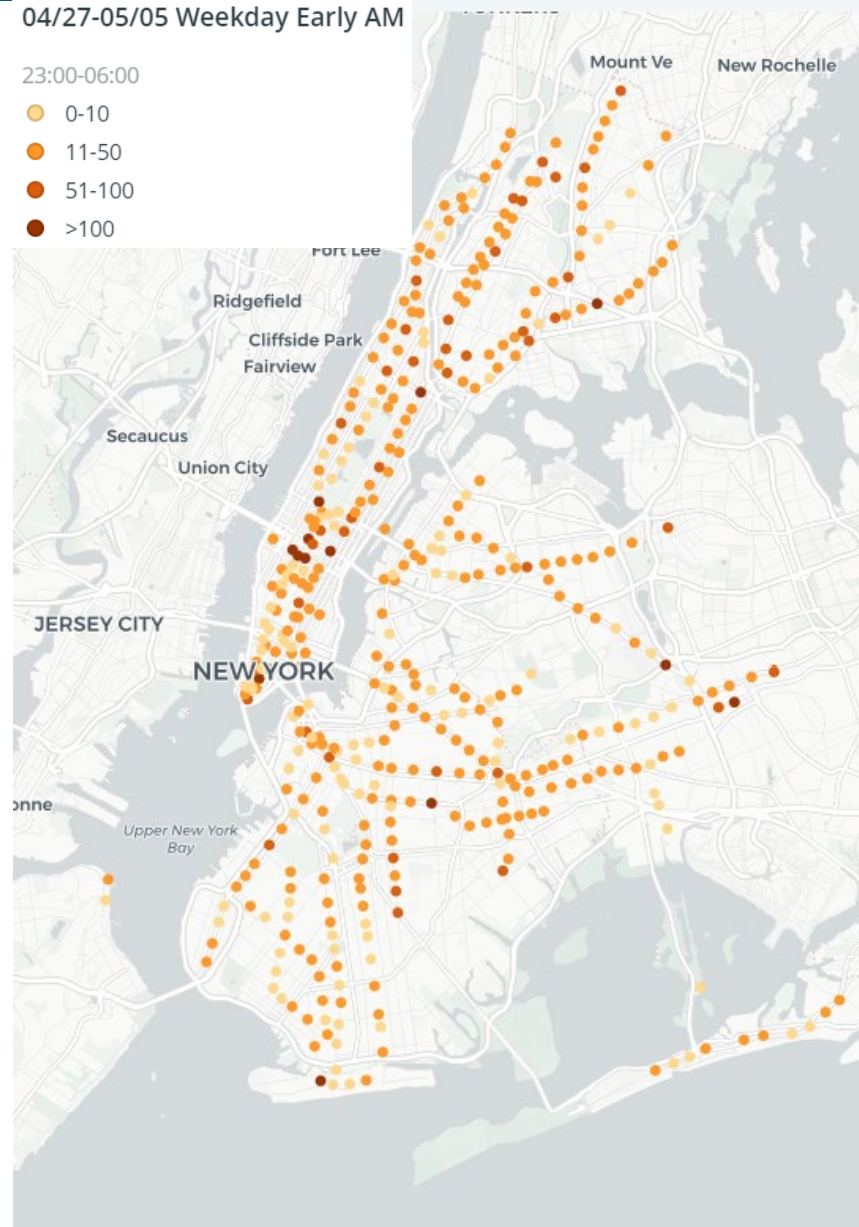 04/27-05/05 Weekday Early AM
23:00-06:00
0-10
11-50
51-100
>100
Mount Ve
New Rochelle
Fort Lee
Ridgefield
Cliffside Park
Fairview
Secaucus
Union City
JERSEY CITY
NEW YORK
onne
Upper New York
Bay